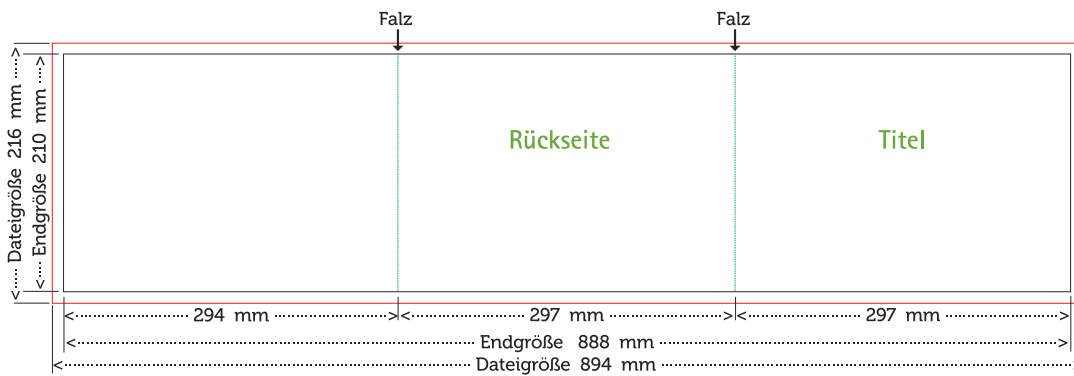 Falz
Falz
Dateigröße 216 mm
Endgröße 210 mm
Rückseite
Titel
294 mm
297 mm
297 mm
Endgröße 888 mm
Dateigröße 894 mm